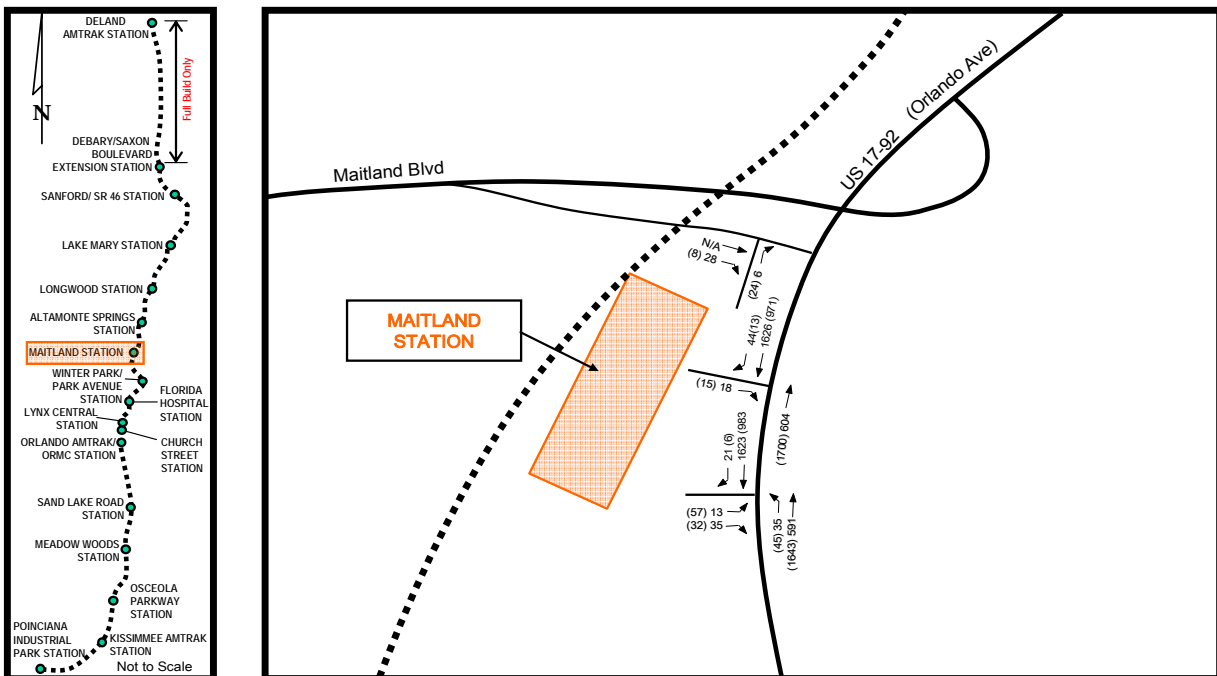 DELAND
AMTRAK STATION
Full Build Only
N
DEBARY/SAXON
BOULEVARD
EXTENSION STATION
SANFORD/ SR 46 STATION
LAKE MARY STATION
LONGWOOD STATION
ALTAMONTE SPRINGS
STATION
MAITLAND STATION
WINTER PARK/
PARK AVENUE
STATION
FLORIDA
HOSPITAL
STATION
LYNX CENTRAL
STATION
ORLANDO AMTRAK/
ORMC STATION
CHURCH
STREET
STATION
SAND LAKE ROAD
STATION
MEADOW WOODS
STATION
OSCEOLA
PARKWAY
STATION
POINCIANA
INDUSTRIAL
PARK STATION
KISSIMMEE AMTRAK
STATION
Not to Scale
Maitland Blvd
US 17-92 (Orlando Ave)
MAITLAND
STATION
N/A
(8) 28
(24) 6
44(13)
1626 (971)
(15) 18
(1700) 604
21 (6)
1623 (983)
(57) 13
(32) 35
(45) 35
(1643) 591